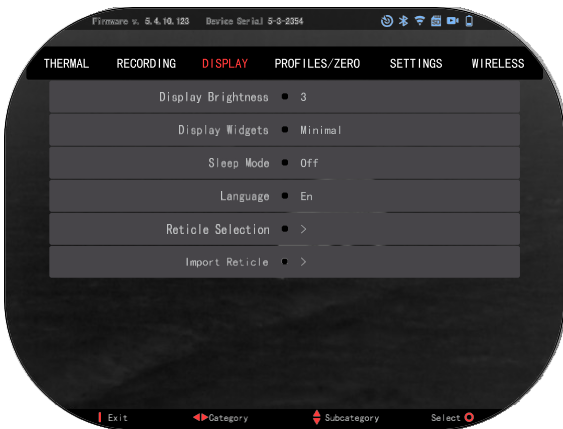 Firmware v. 5.4.10.123 Device Serial 5-3-2354
THERMAL RECORDING DISPLAY PROFILES/ZERO SETTINGS WIRELESS
Display Brightness 3
Display Widgets Minimal
Sleep Mode Off
Language En
Reticle Selection >
Import Reticle >
Exit Category Subcategory Select